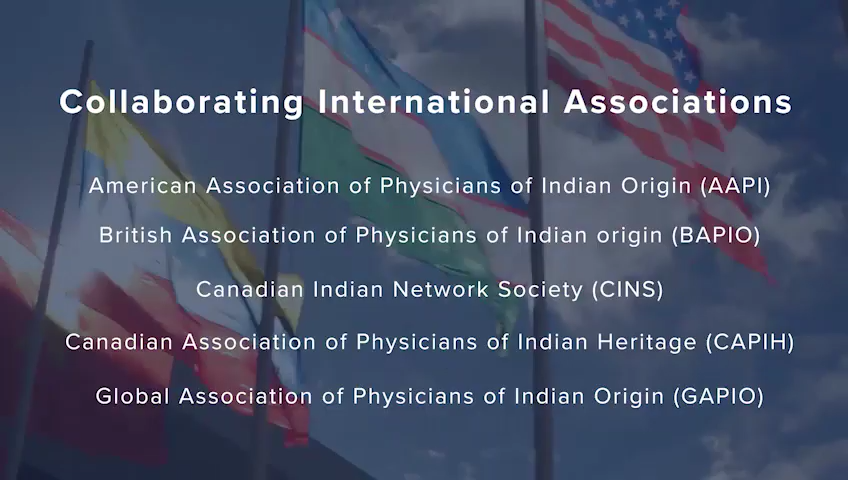 Collaborating International Associations
American Association of Physicians of Indian Origin (AAPI)
British Association of Physicians of Indian origin (BAPIO)
Canadian Indian Network Society (CINS)
Canadian Association of Physicians of Indian Heritage (CAPIH)
Global Association of Physicians of Indian Origin (GAPIO)